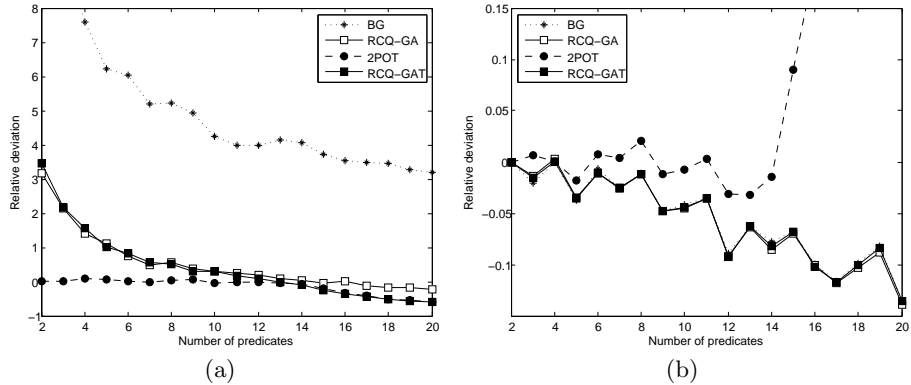 8
7
6
5
4
3
2
1
0
−1
2 4 6 8 10 12 14 16 18 20
Relative deviation
Number of predicates
BG
RCQ−GA
2POT
RCQ−GAT
(a)
0.15
0.1
0.05
0
−0.05
−0.1
2 4 6 8 10 12 14 16 18 20
Relative deviation
Number of predicates
BG
RCQ−GA
2POT
RCQ−GAT
(b)